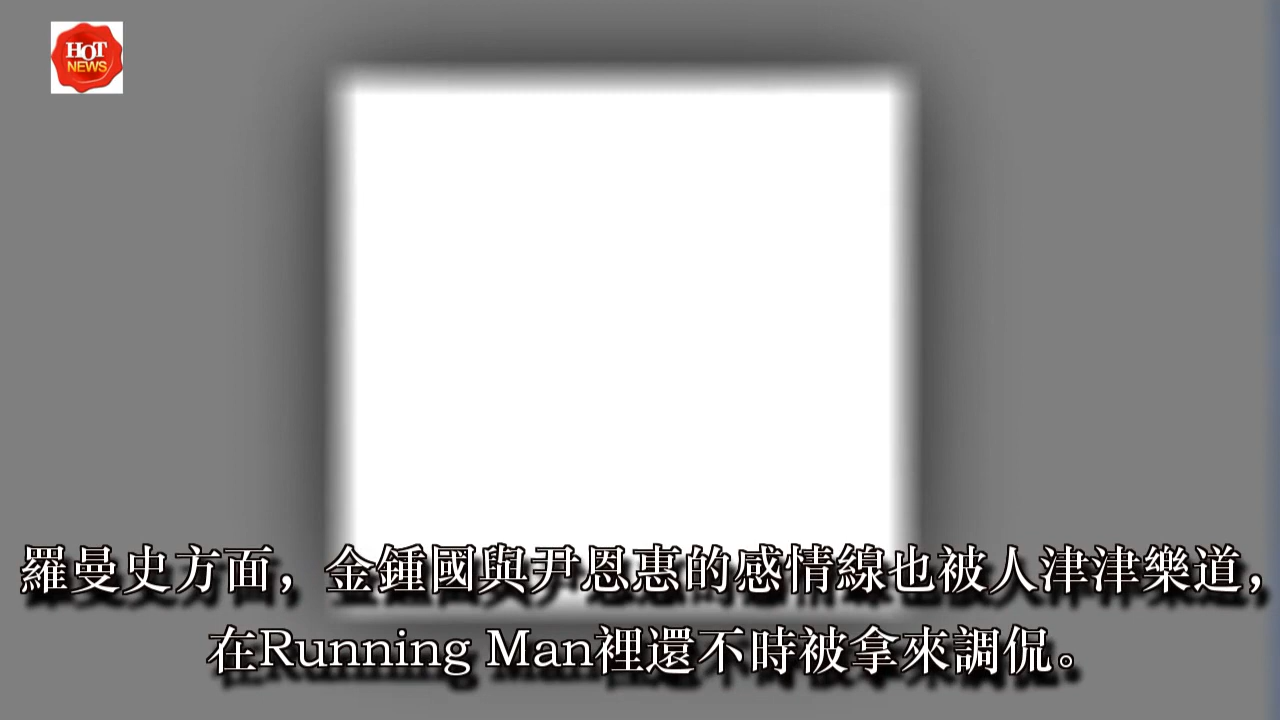 HOT
NEWS
羅曼史方面，金鍾國與尹恩惠的感情線也被人津津樂道，
在Running Man裡還不時被拿來調侃。